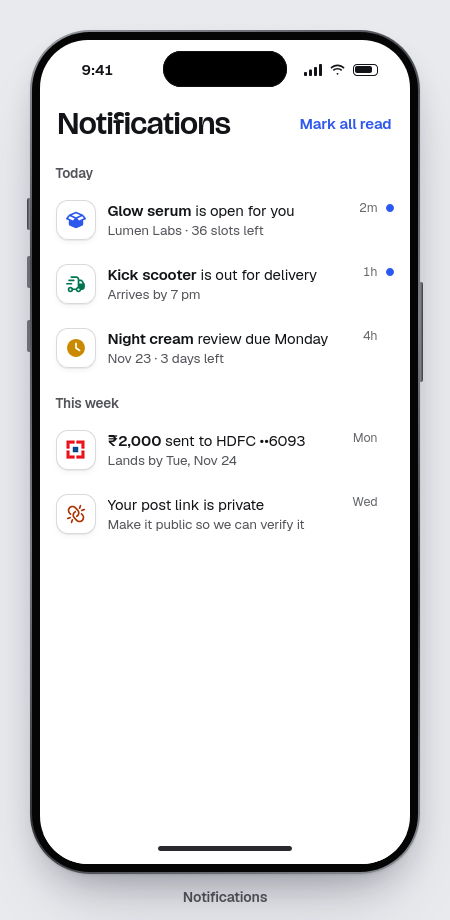 9:41
Notifications
Mark all read
Today
Glow serum is open for you
2m
Lumen Labs · 36 slots left
Kick scooter is out for delivery
1h
Arrives by 7 pm
Night cream review due Monday
4h
Nov 23 · 3 days left
This week
₹2,000 sent to HDFC ••6093
Mon
Lands by Tue, Nov 24
Your post link is private
Wed
Make it public so we can verify it
Notifications